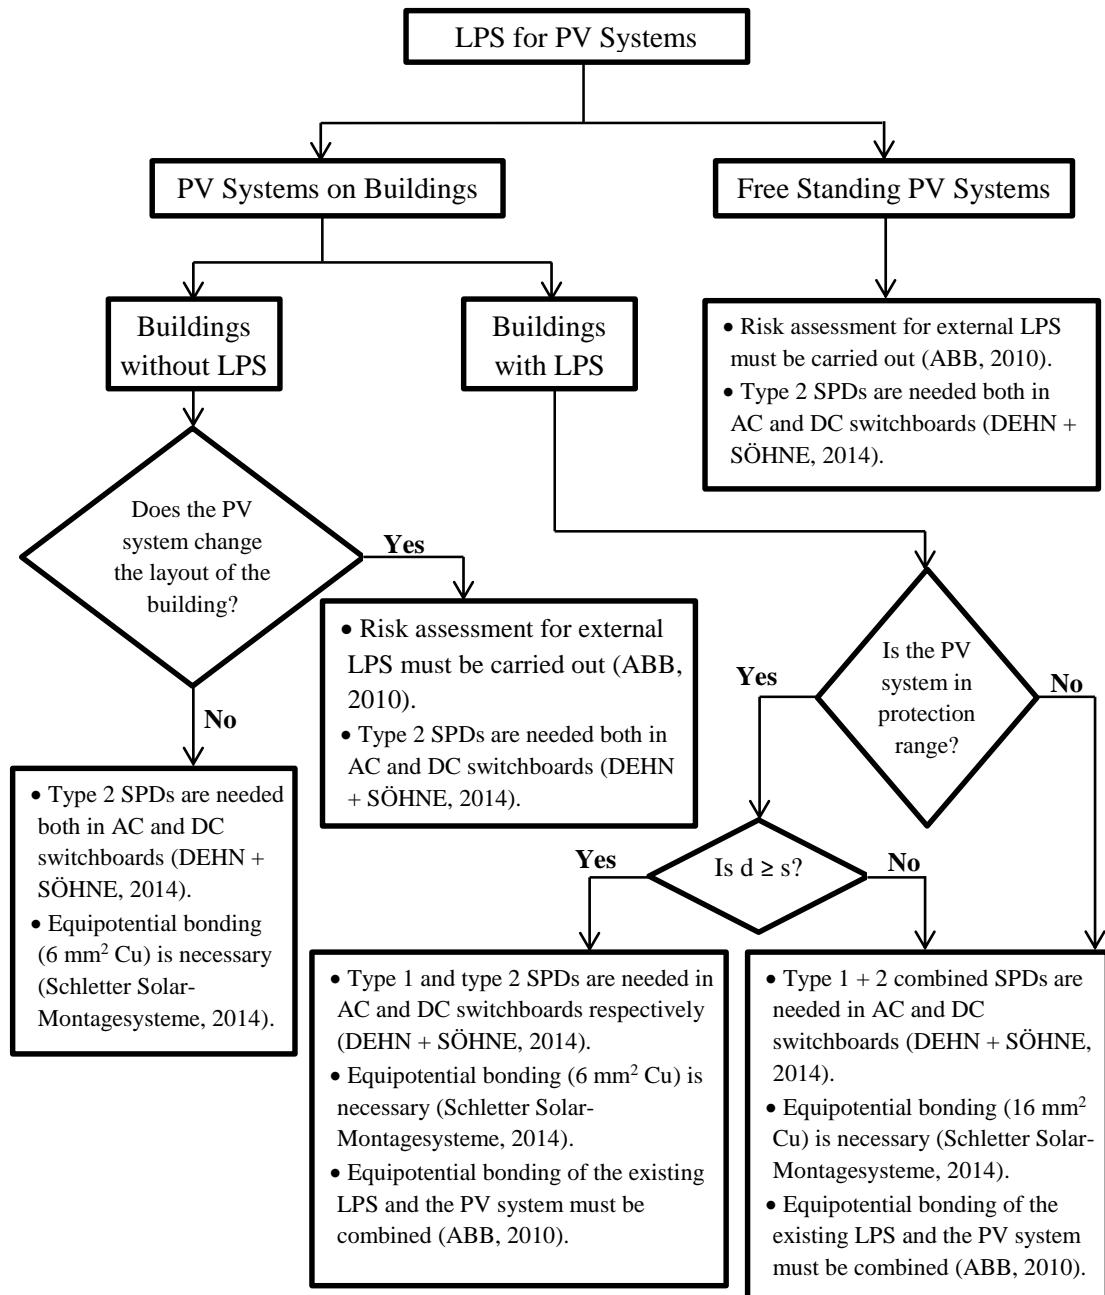 LPS for PV Systems
PV Systems on Buildings
Free Standing PV Systems
Buildings
without LPS
Buildings
with LPS
• Risk assessment for external
LPS must be carried out (ABB,
2010).
• Type 2 SPDs are needed both in
AC and DC switchboards (DEHN +
SÖHNE, 2014).
Does the PV
system change
the layout of the
building?
Yes
No
• Risk assessment for external
LPS must be carried out (ABB,
2010).
• Type 2 SPDs are needed both in
AC and DC switchboards (DEHN
+ SÖHNE, 2014).
Is the PV
system in
protection
range?
Yes
No
• Type 2 SPDs are needed
both in AC and DC
switchboards (DEHN +
SÖHNE, 2014).
• Equipotential bonding
(6 mm² Cu) is necessary
(Schletter Solar-
Montagesysteme, 2014).
Is d ≥ s?
Yes
No
• Type 1 and type 2 SPDs are needed in
AC and DC switchboards respectively
(DEHN + SÖHNE, 2014).
• Equipotential bonding (6 mm² Cu) is
necessary (Schletter Solar-
Montagesysteme, 2014).
• Equipotential bonding of the existing
LPS and the PV system must be
combined (ABB, 2010).
• Type 1 + 2 combined SPDs are
needed in AC and DC
switchboards (DEHN + SÖHNE,
2014).
• Equipotential bonding (16 mm²
Cu) is necessary (Schletter Solar-
Montagesysteme, 2014).
• Equipotential bonding of the
existing LPS and the PV system
must be combined (ABB, 2010).